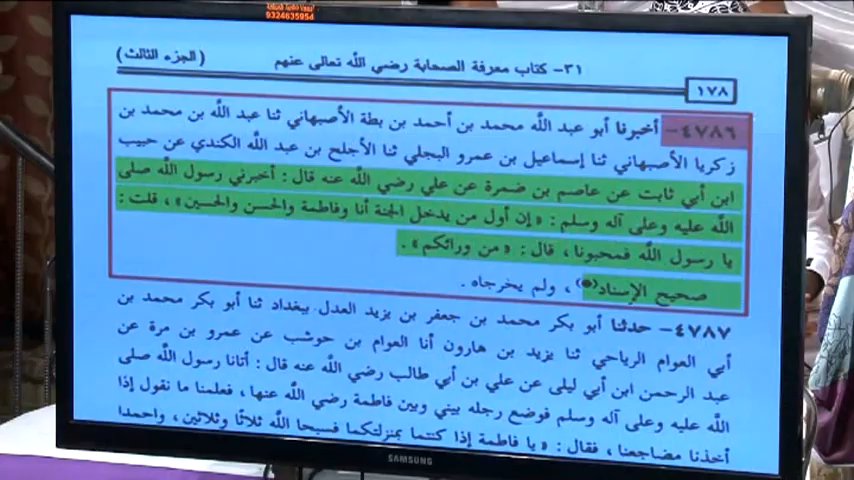 9324635954
٣١- كتاب معرفة الصحابة رضي الله تعالى عنهم (الجزء الثالث)
١٧٨
٤٧٨٦- أخبرنا أبو عبد الله محمد بن أحمد بن بطة الأصبهاني ثنا عبد الله بن محمد بن
زكريا الأصبهاني ثنا إسماعيل بن عمرو البجلي ثنا الأجلح بن عبد الله الكندي عن حبيب
ابن أبي ثابت عن عاصم بن ضمرة عن علي رضي الله عنه قال: أخبرني رسول الله صلى
الله عليه وعلى آله وسلم: «إن أول من يدخل الجنة أنا وفاطمة والحسن والحسين»، قلت:
يا رسول الله فمحبونا، قال: «من ورائكم».
صحيح الإسناد(●)، ولم يخرجاه.
٤٧٨٧- حدثنا أبو بكر محمد بن جعفر بن يزيد العدل ببغداد ثنا أبو بكر محمد بن
أبي العوام الرياحي ثنا يزيد بن هارون أنا العوام بن حوشب عن عمرو بن مرة عن
عبد الرحمن ابن أبي ليلى عن علي بن أبي طالب رضي الله عنه قال: أتانا رسول الله صلى
الله عليه وعلى آله وسلم فوضع رجله بيني وبين فاطمة رضي الله عنها، فعلمنا ما نقول إذا
أخذنا مضاجعنا، فقال: «يا فاطمة إذا كنتما بمنزلتكما فسبحا الله ثلاثًا وثلاثين، واحمدا
SAMSUNG